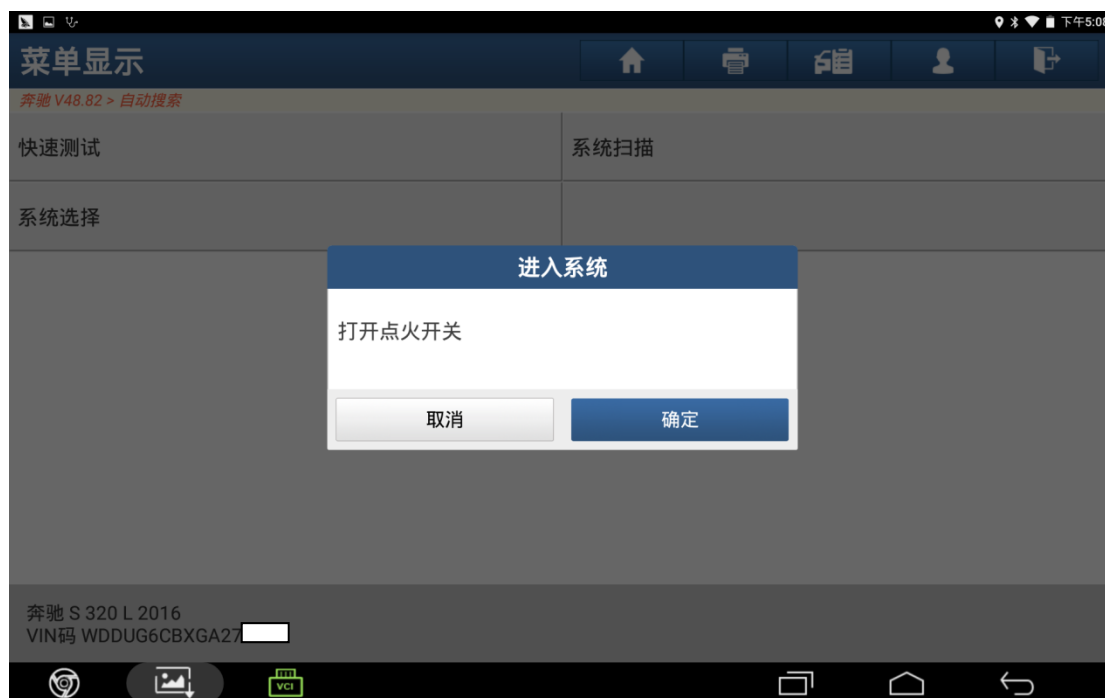 下午5:08
菜单显示
奔驰 V48.82 > 自动搜索
快速测试
系统扫描
系统选择
进入系统
打开点火开关
取消
确定
奔驰 S 320 L 2016
VIN码 WDDUG6CBXGA27
VCI